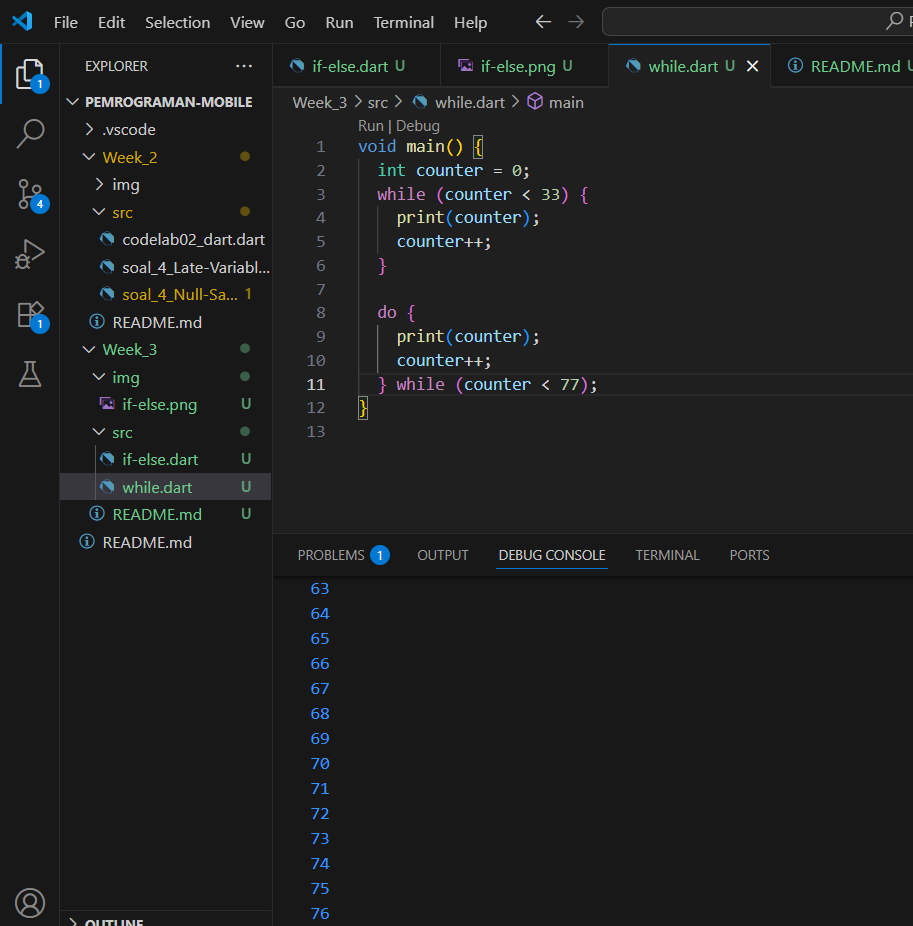 File Edit Selection View Go Run Terminal Help
EXPLORER
PEMROGRAMAN-MOBILE
.vscode
Week_2
img
src
codelab02_dart.dart
soal_4_Late-Variabl...
soal_4_Null-Sa... 1
README.md
Week_3
img
if-else.png U
src
if-else.dart U
while.dart U
README.md U
README.md
OUTLINE
1
4
1
if-else.dart U
if-else.png U
while.dart U
README.md U
Week_3 > src > while.dart > main
Run | Debug
1 void main() {
2 int counter = 0;
3 while (counter < 33) {
4 print(counter);
5 counter++;
6 }
7
8 do {
9 print(counter);
10 counter++;
11 } while (counter < 77);
12 }
13
PROBLEMS 1 OUTPUT DEBUG CONSOLE TERMINAL PORTS
63
64
65
66
67
68
69
70
71
72
73
74
75
76